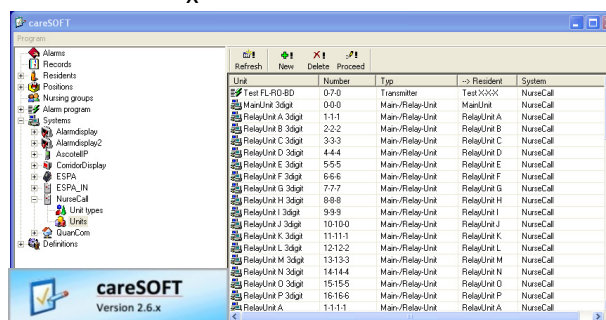 X
careSOFT
Program
Alarms
Records
Residents
Positions
Nursing groups
Alarm program
Systems
Alarmdisplay
Alarmdisplay2
AscotelIP
CoridorDisplay
ESPA
ESPA_IN
NurseCall
Unit types
Units
QuanCom
Definitions
careSOFT
Version 2.6.x
Refresh New Delete Proceed
Unit Number Typ --> Resident System
Test FL-RO-BD 0-7-0 Transmitter Test X-X-X NurseCall
MainUnit 3digit 0-0-0 Main-/Relay-Unit MainUnit NurseCall
RelayUnit A 3digit 1-1-1 Main-/Relay-Unit RelayUnit A NurseCall
RelayUnit B 3digit 2-2-2 Main-/Relay-Unit RelayUnit B NurseCall
RelayUnit C 3digit 3-3-3 Main-/Relay-Unit RelayUnit C NurseCall
RelayUnit D 3digit 4-4-4 Main-/Relay-Unit RelayUnit D NurseCall
RelayUnit E 3digit 5-5-5 Main-/Relay-Unit RelayUnit E NurseCall
RelayUnit F 3digit 6-6-6 Main-/Relay-Unit RelayUnit F NurseCall
RelayUnit G 3digit 7-7-7 Main-/Relay-Unit RelayUnit G NurseCall
RelayUnit H 3digit 8-8-8 Main-/Relay-Unit RelayUnit H NurseCall
RelayUnit I 3digit 9-9-9 Main-/Relay-Unit RelayUnit I NurseCall
RelayUnit J 3digit 10-10-0 Main-/Relay-Unit RelayUnit J NurseCall
RelayUnit K 3digit 11-11-1 Main-/Relay-Unit RelayUnit K NurseCall
RelayUnit L 3digit 12-12-2 Main-/Relay-Unit RelayUnit L NurseCall
RelayUnit M 3digit 13-13-3 Main-/Relay-Unit RelayUnit M NurseCall
RelayUnit N 3digit 14-14-4 Main-/Relay-Unit RelayUnit N NurseCall
RelayUnit O 3digit 15-15-5 Main-/Relay-Unit RelayUnit O NurseCall
RelayUnit P 3digit 16-16-6 Main-/Relay-Unit RelayUnit P NurseCall
RelayUnit A 1-1-1-1 Main-/Relay-Unit RelayUnit A NurseCall